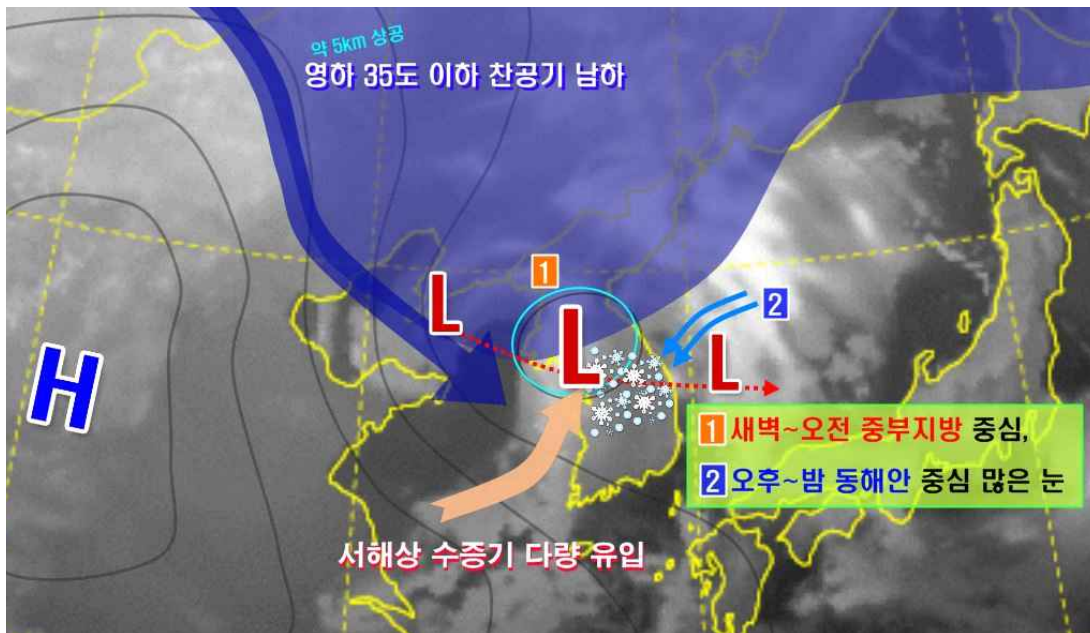 약 5km 상공
영하 35도 이하 찬공기 남하
1
L
L
2
L
H
1 새벽~오전 중부지방 중심,
2 오후~밤 동해안 중심 많은 눈
서해상 수증기 다량 유입